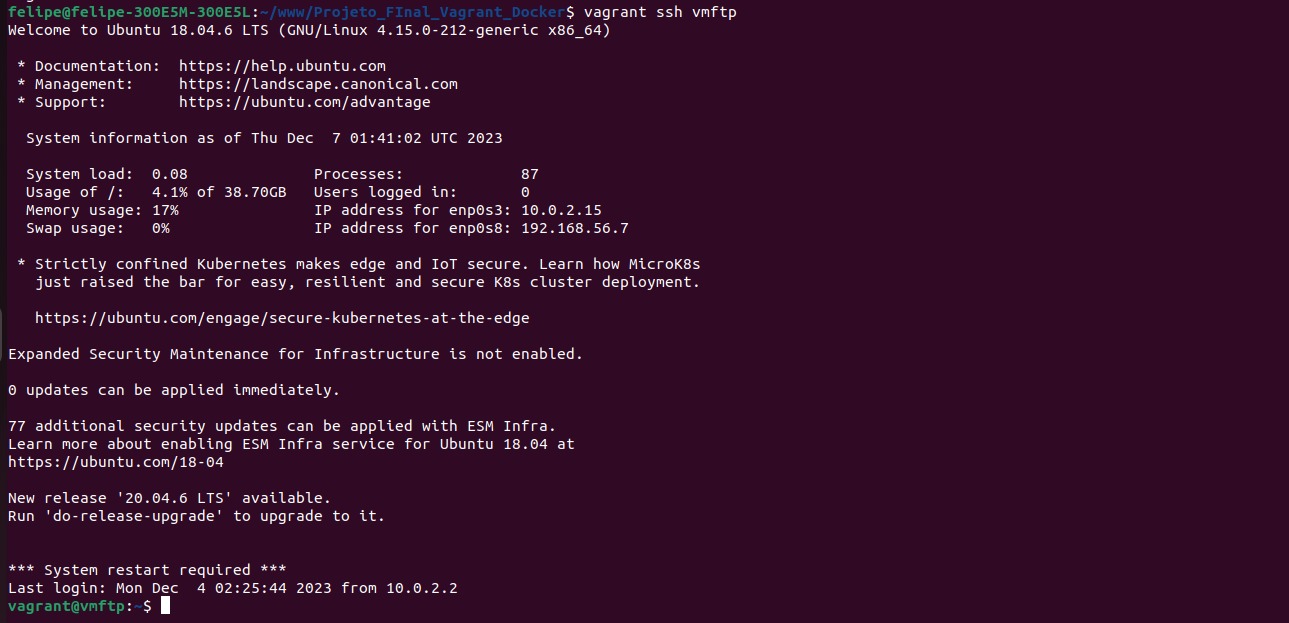 felipe@felipe-300E5M-300E5L:~/www/Projeto_FInal_Vagrant_Docker$ vagrant ssh vmftp
Welcome to Ubuntu 18.04.6 LTS (GNU/Linux 4.15.0-212-generic x86_64)

 * Documentation:  https://help.ubuntu.com
 * Management:     https://landscape.canonical.com
 * Support:        https://ubuntu.com/advantage

  System information as of Thu Dec  7 01:41:02 UTC 2023

  System load:  0.08              Processes:             87
  Usage of /:   4.1% of 38.70GB   Users logged in:       0
  Memory usage: 17%               IP address for enp0s3: 10.0.2.15
  Swap usage:   0%                IP address for enp0s8: 192.168.56.7

 * Strictly confined Kubernetes makes edge and IoT secure. Learn how MicroK8s
   just raised the bar for easy, resilient and secure K8s cluster deployment.

   https://ubuntu.com/engage/secure-kubernetes-at-the-edge

Expanded Security Maintenance for Infrastructure is not enabled.

0 updates can be applied immediately.

77 additional security updates can be applied with ESM Infra.
Learn more about enabling ESM Infra service for Ubuntu 18.04 at
https://ubuntu.com/18-04

New release '20.04.6 LTS' available.
Run 'do-release-upgrade' to upgrade to it.


*** System restart required ***
Last login: Mon Dec  4 02:25:44 2023 from 10.0.2.2
vagrant@vmftp:~$